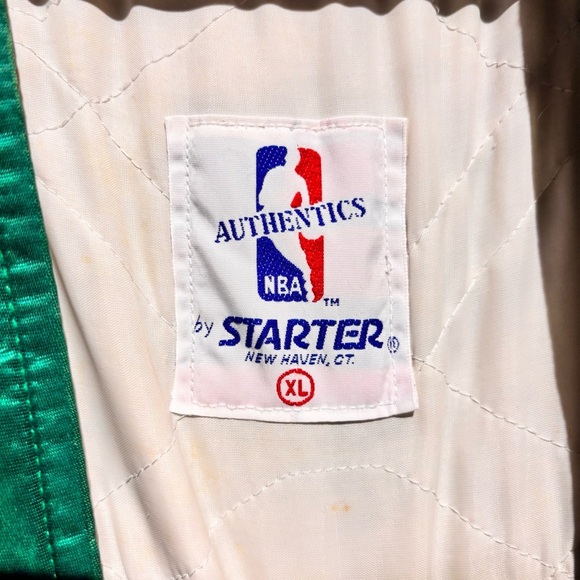 AUTHENTICS
NBA
TM
by STARTER®
NEW HAVEN, CT.
XL